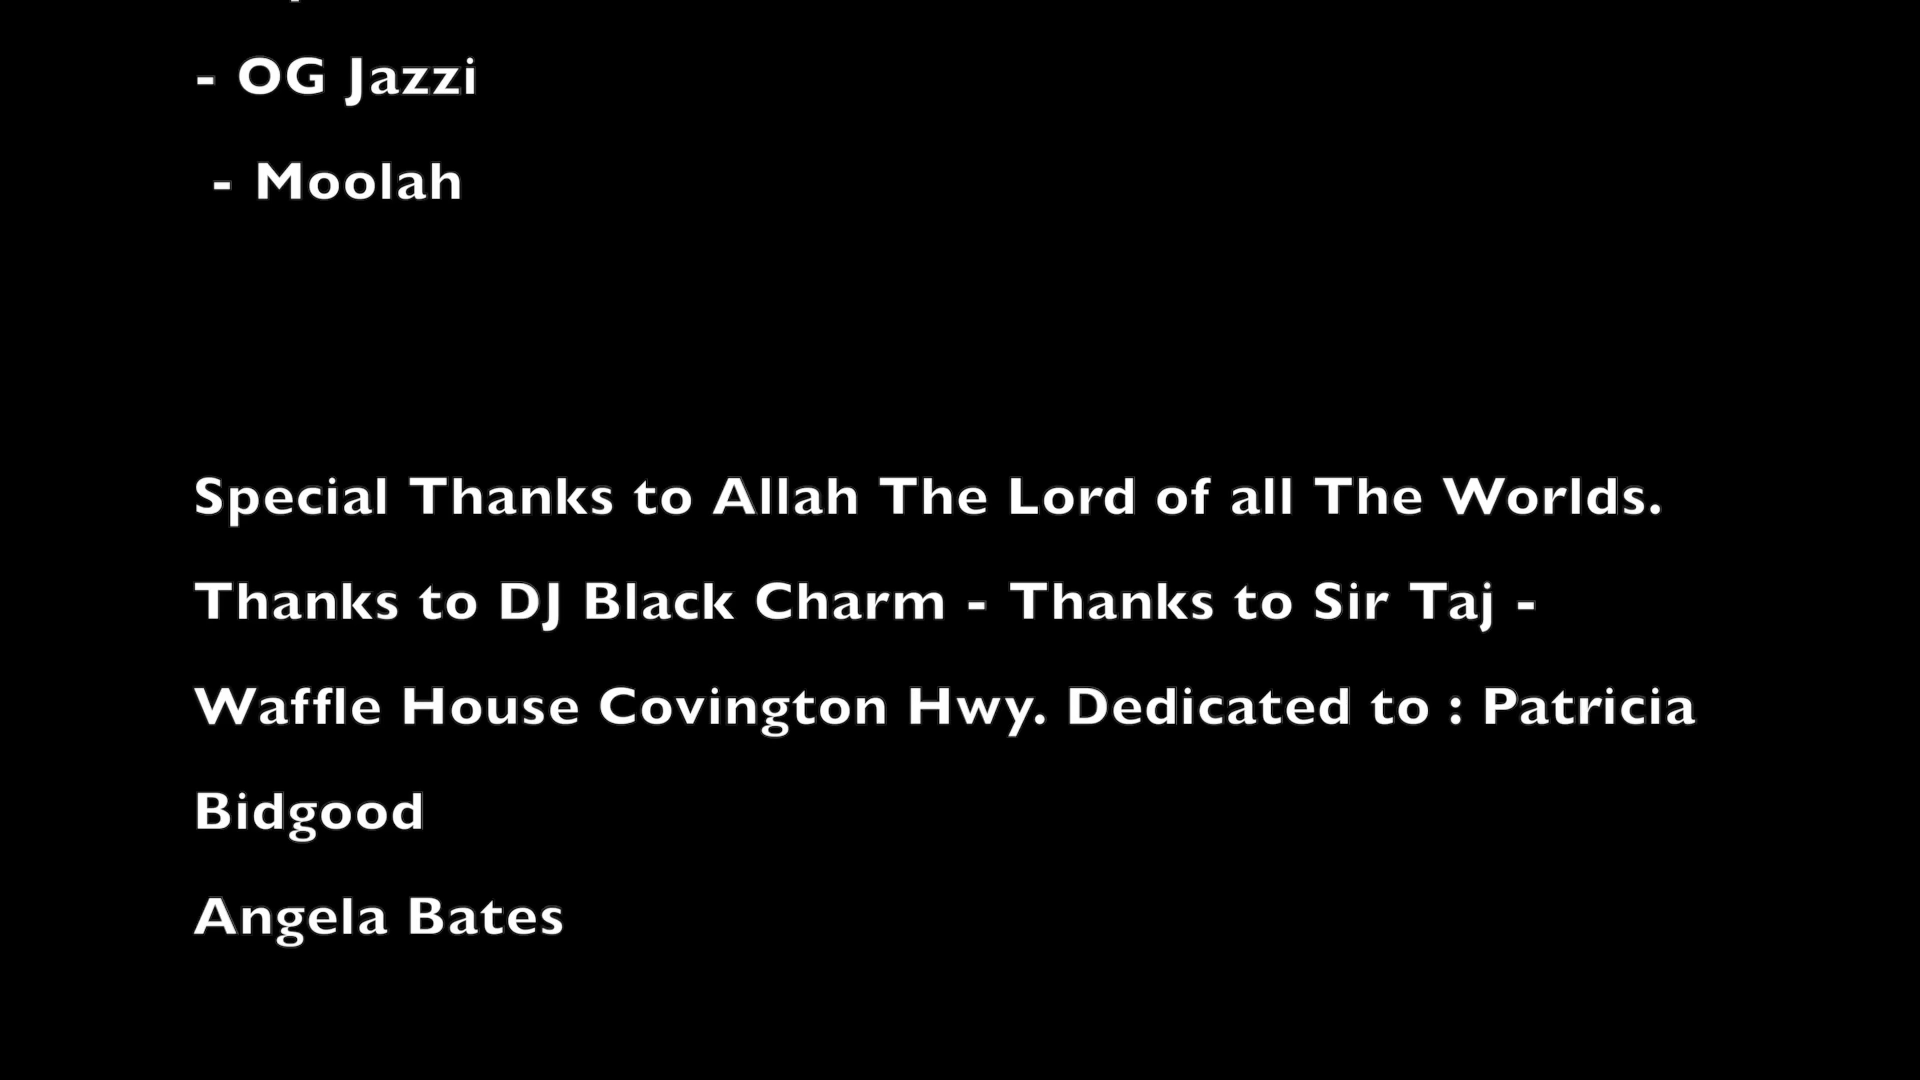 - OG Jazzi
- Moolah
Special Thanks to Allah The Lord of all The Worlds.
Thanks to DJ Black Charm - Thanks to Sir Taj -
Waffle House Covington Hwy. Dedicated to : Patricia
Bidgood
Angela Bates